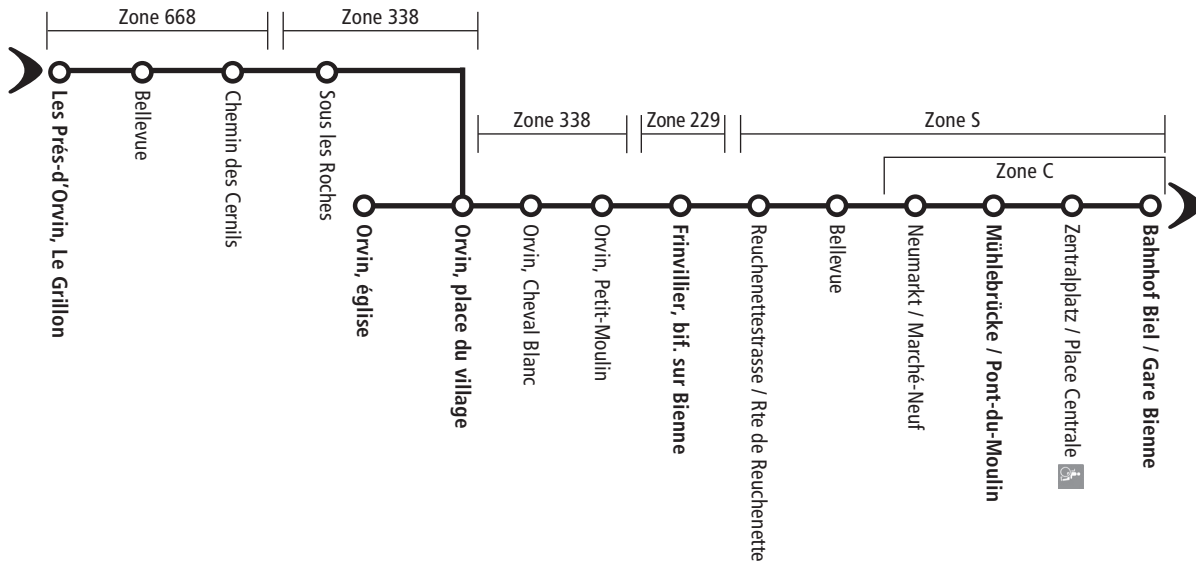 Zone 668
Zone 338
Les Prés-d'Orvin, Le Grillon
Bellevue
Chemin des Cernils
Sous les Roches
Zone 338
Zone 229
Zone S
Zone C
Orvin, église
Orvin, place du village
Orvin, Cheval Blanc
Orvin, Petit-Moulin
Frinvillier, bif. sur Bienne
Reuchenettestrasse / Rte de Reuchenette
Bellevue
Neumarkt / Marché-Neuf
Mühlebrücke / Pont-du-Moulin
Zentralplatz / Place Centrale
Bahnhof Biel / Gare Bienne